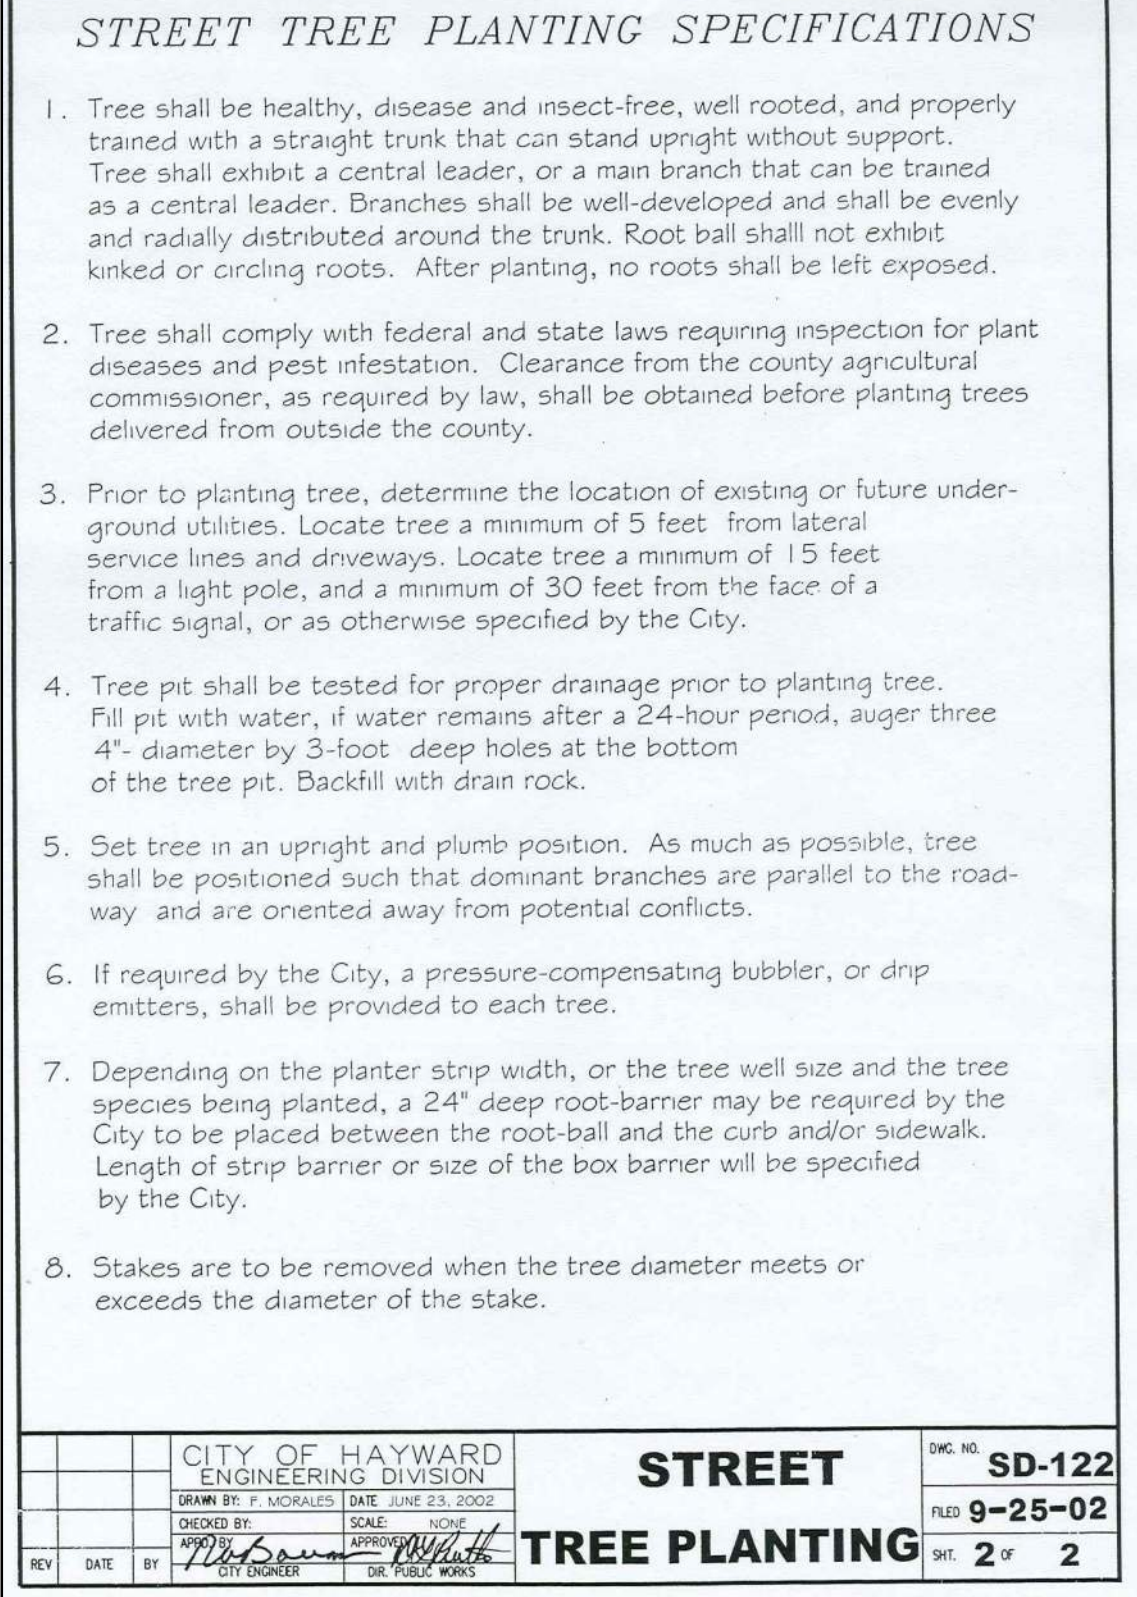 STREET TREE PLANTING SPECIFICATIONS
1. Tree shall be healthy, disease and insect-free, well rooted, and properly
trained with a straight trunk that can stand upright without support.
Tree shall exhibit a central leader, or a main branch that can be trained
as a central leader. Branches shall be well-developed and shall be evenly
and radially distributed around the trunk. Root ball shalll not exhibit
kinked or circling roots. After planting, no roots shall be left exposed.
2. Tree shall comply with federal and state laws requiring inspection for plant
diseases and pest infestation. Clearance from the county agricultural
commissioner, as required by law, shall be obtained before planting trees
delivered from outside the county.
3. Prior to planting tree, determine the location of existing or future under-
ground utilities. Locate tree a minimum of 5 feet from lateral
service lines and driveways. Locate tree a minimum of 15 feet
from a light pole, and a minimum of 30 feet from the face of a
traffic signal, or as otherwise specified by the City.
4. Tree pit shall be tested for proper drainage prior to planting tree.
Fill pit with water, if water remains after a 24-hour period, auger three
4"- diameter by 3-foot deep holes at the bottom
of the tree pit. Backfill with drain rock.
5. Set tree in an upright and plumb position. As much as possible, tree
shall be positioned such that dominant branches are parallel to the road-
way and are oriented away from potential conflicts.
6. If required by the City, a pressure-compensating bubbler, or drip
emitters, shall be provided to each tree.
7. Depending on the planter strip width, or the tree well size and the tree
species being planted, a 24" deep root-barrier may be required by the
City to be placed between the root-ball and the curb and/or sidewalk.
Length of strip barrier or size of the box barrier will be specified
by the City.
8. Stakes are to be removed when the tree diameter meets or
exceeds the diameter of the stake.
REV DATE BY
CITY OF HAYWARD
ENGINEERING DIVISION
DRAWN BY: F. MORALES DATE JUNE 23, 2002
CHECKED BY: SCALE: NONE
APPD BY APPROVED
CITY ENGINEER DIR. PUBLIC WORKS
STREET
TREE PLANTING
DWG. NO. SD-122
FILED 9-25-02
SHT. 2 OF 2